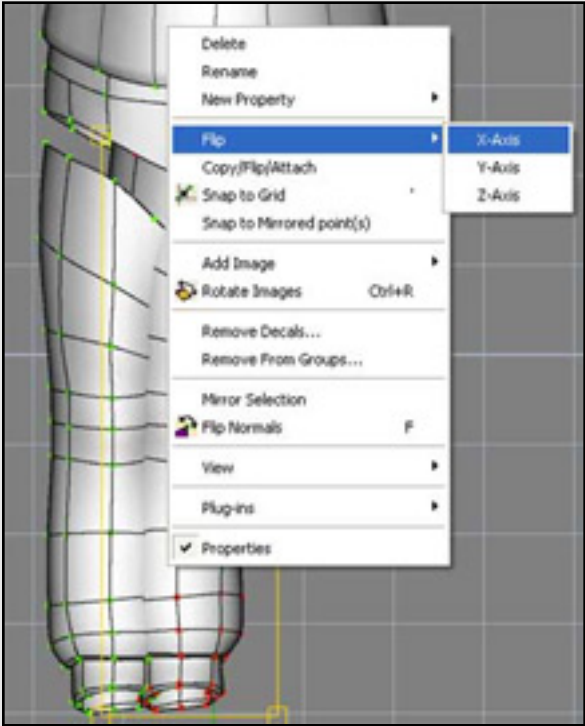 Delete
Rename
New Property
Flip
X-Axis
Copy/Flip/Attach
Y-Axis
Snap to Grid '
Z-Axis
Snap to Mirrored point(s)
Add Image
Rotate Images Ctrl+R
Remove Decals...
Remove From Groups...
Mirror Selection
Flip Normals F
View
Plug-ins
Properties